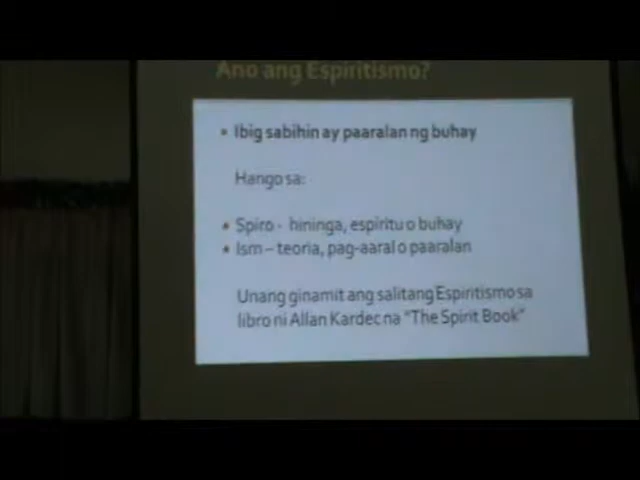 Ano ang Espiritismo?
• Ibig sabihin ay paaralan ng buhay
Hango sa:
• Spiro - hininga, espiritu o buhay
• Ism – teoria, pag-aaral o paaralan
Unang ginamit ang salitang Espiritismo sa
libro ni Allan Kardec na "The Spirit Book"